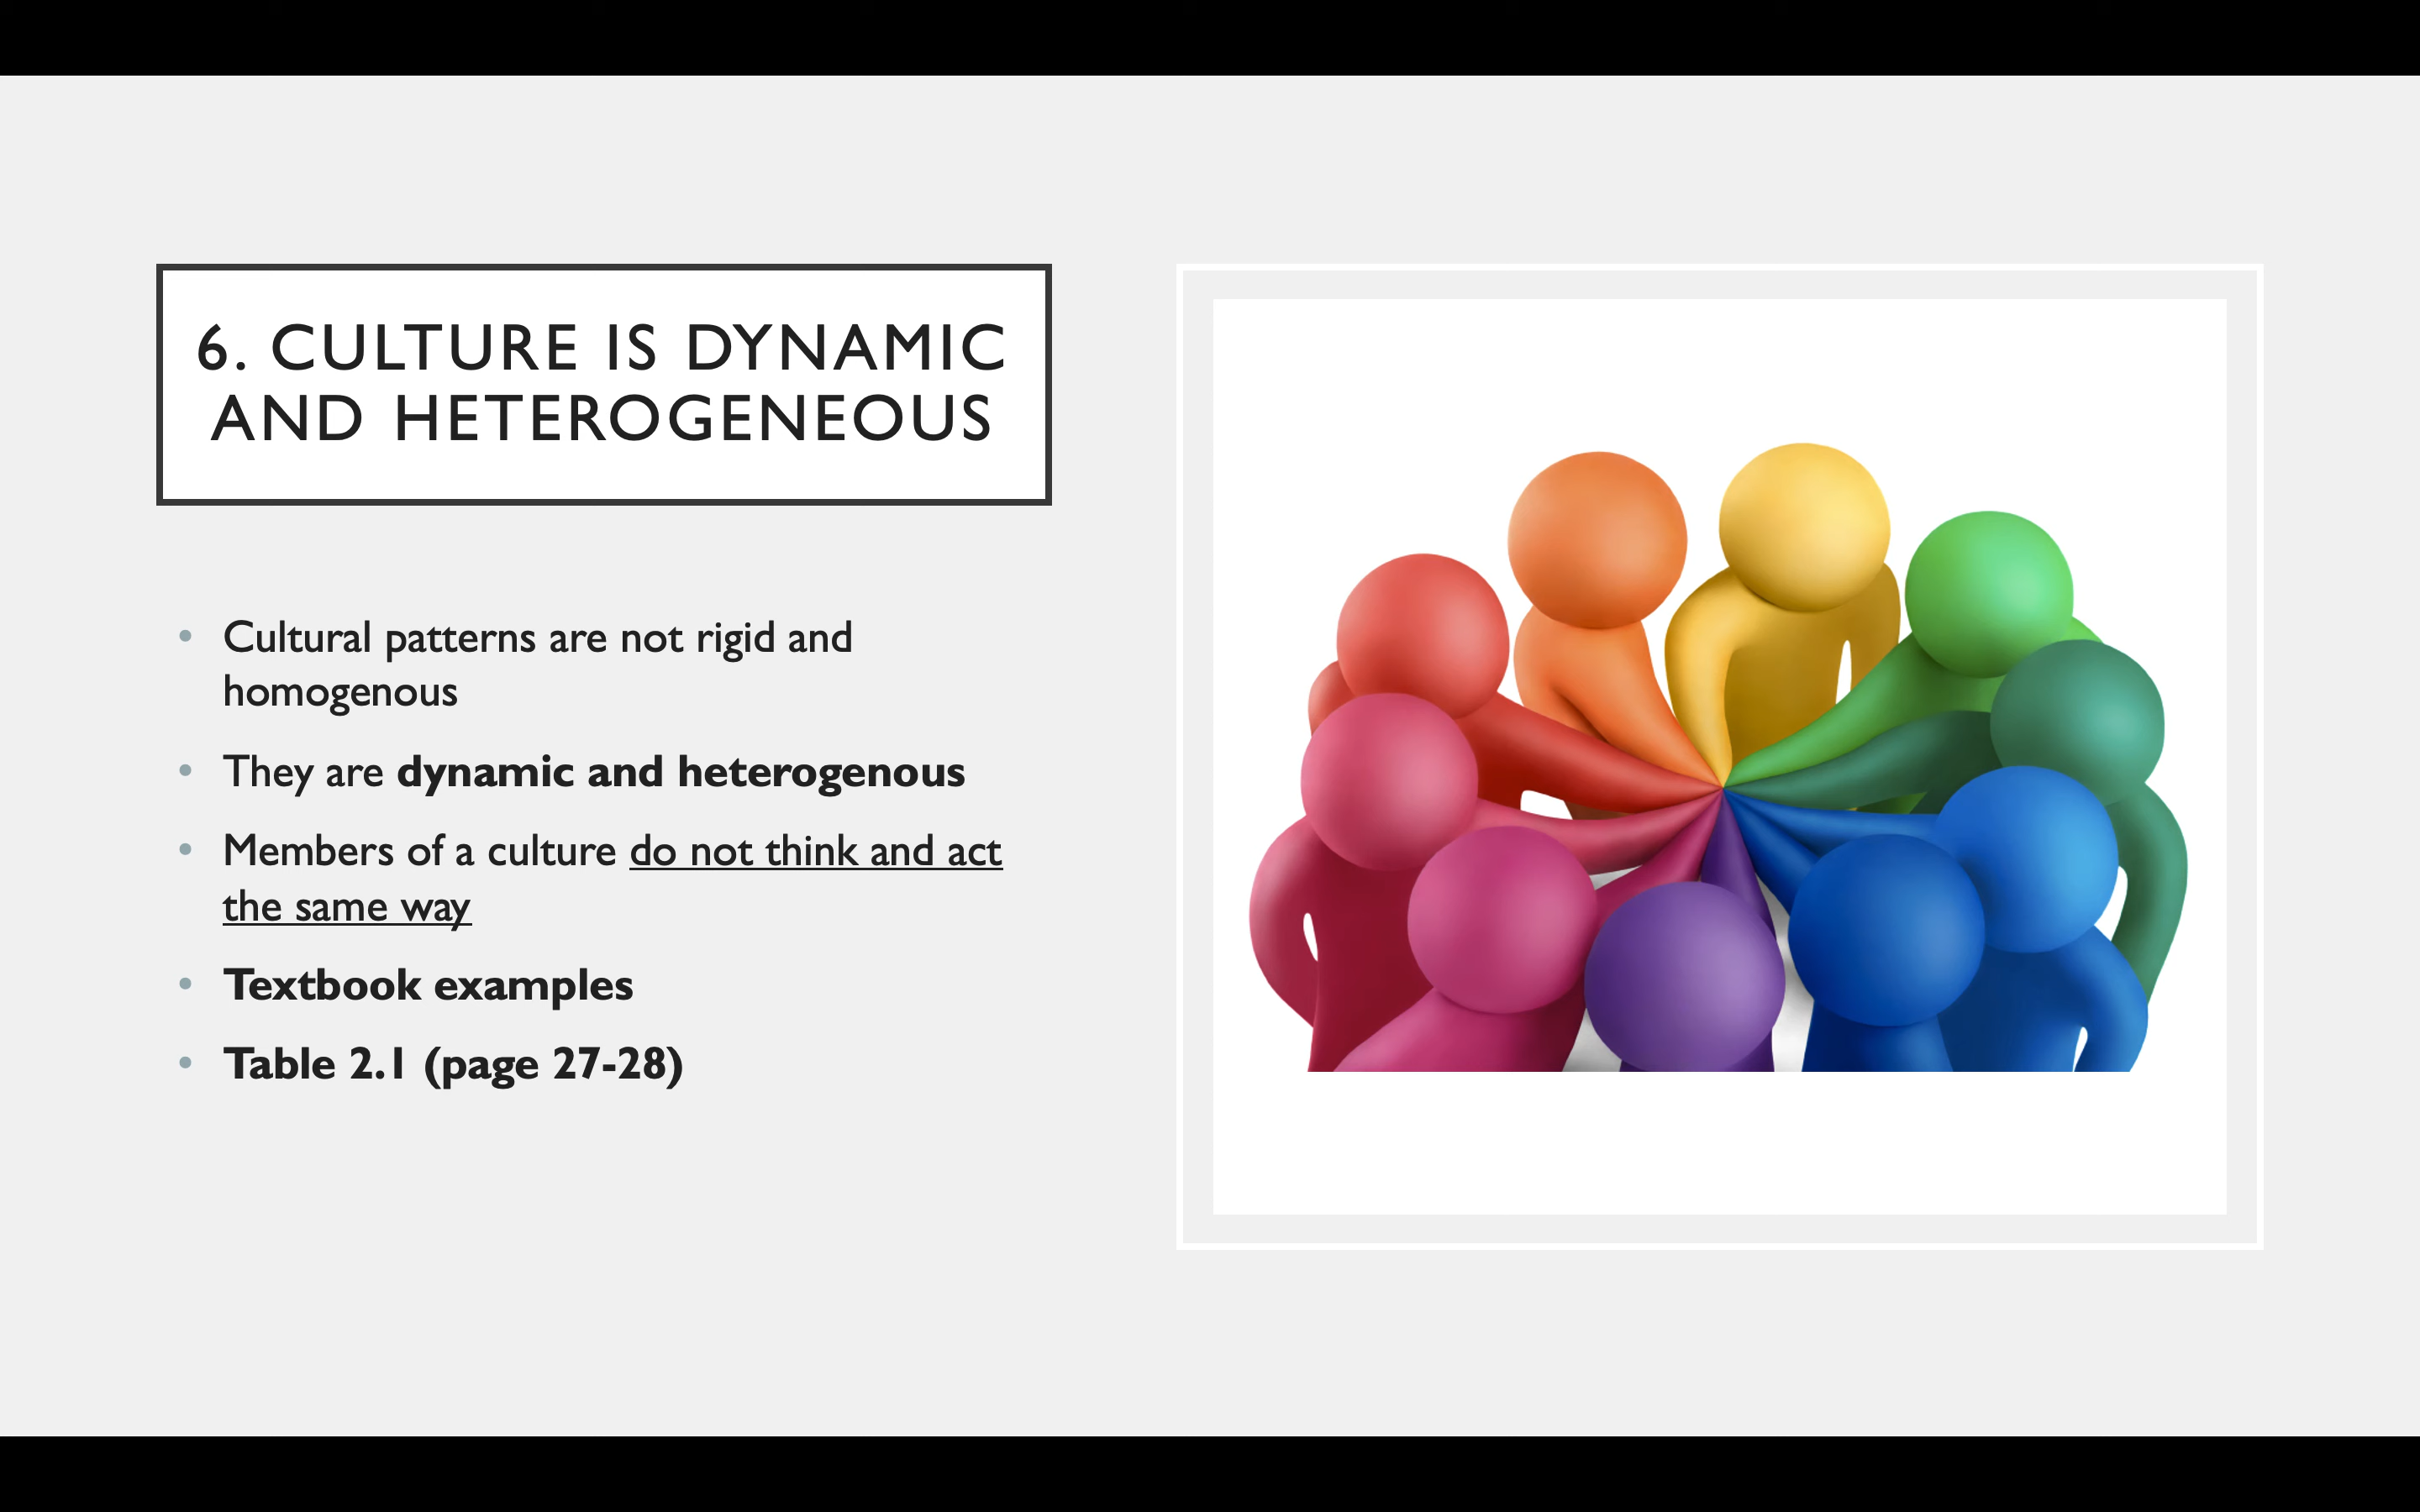 6. CULTURE IS DYNAMIC
AND HETEROGENEOUS
• Cultural patterns are not rigid and
homogenous
• They are dynamic and heterogenous
• Members of a culture do not think and act
the same way
• Textbook examples
• Table 2.1 (page 27-28)